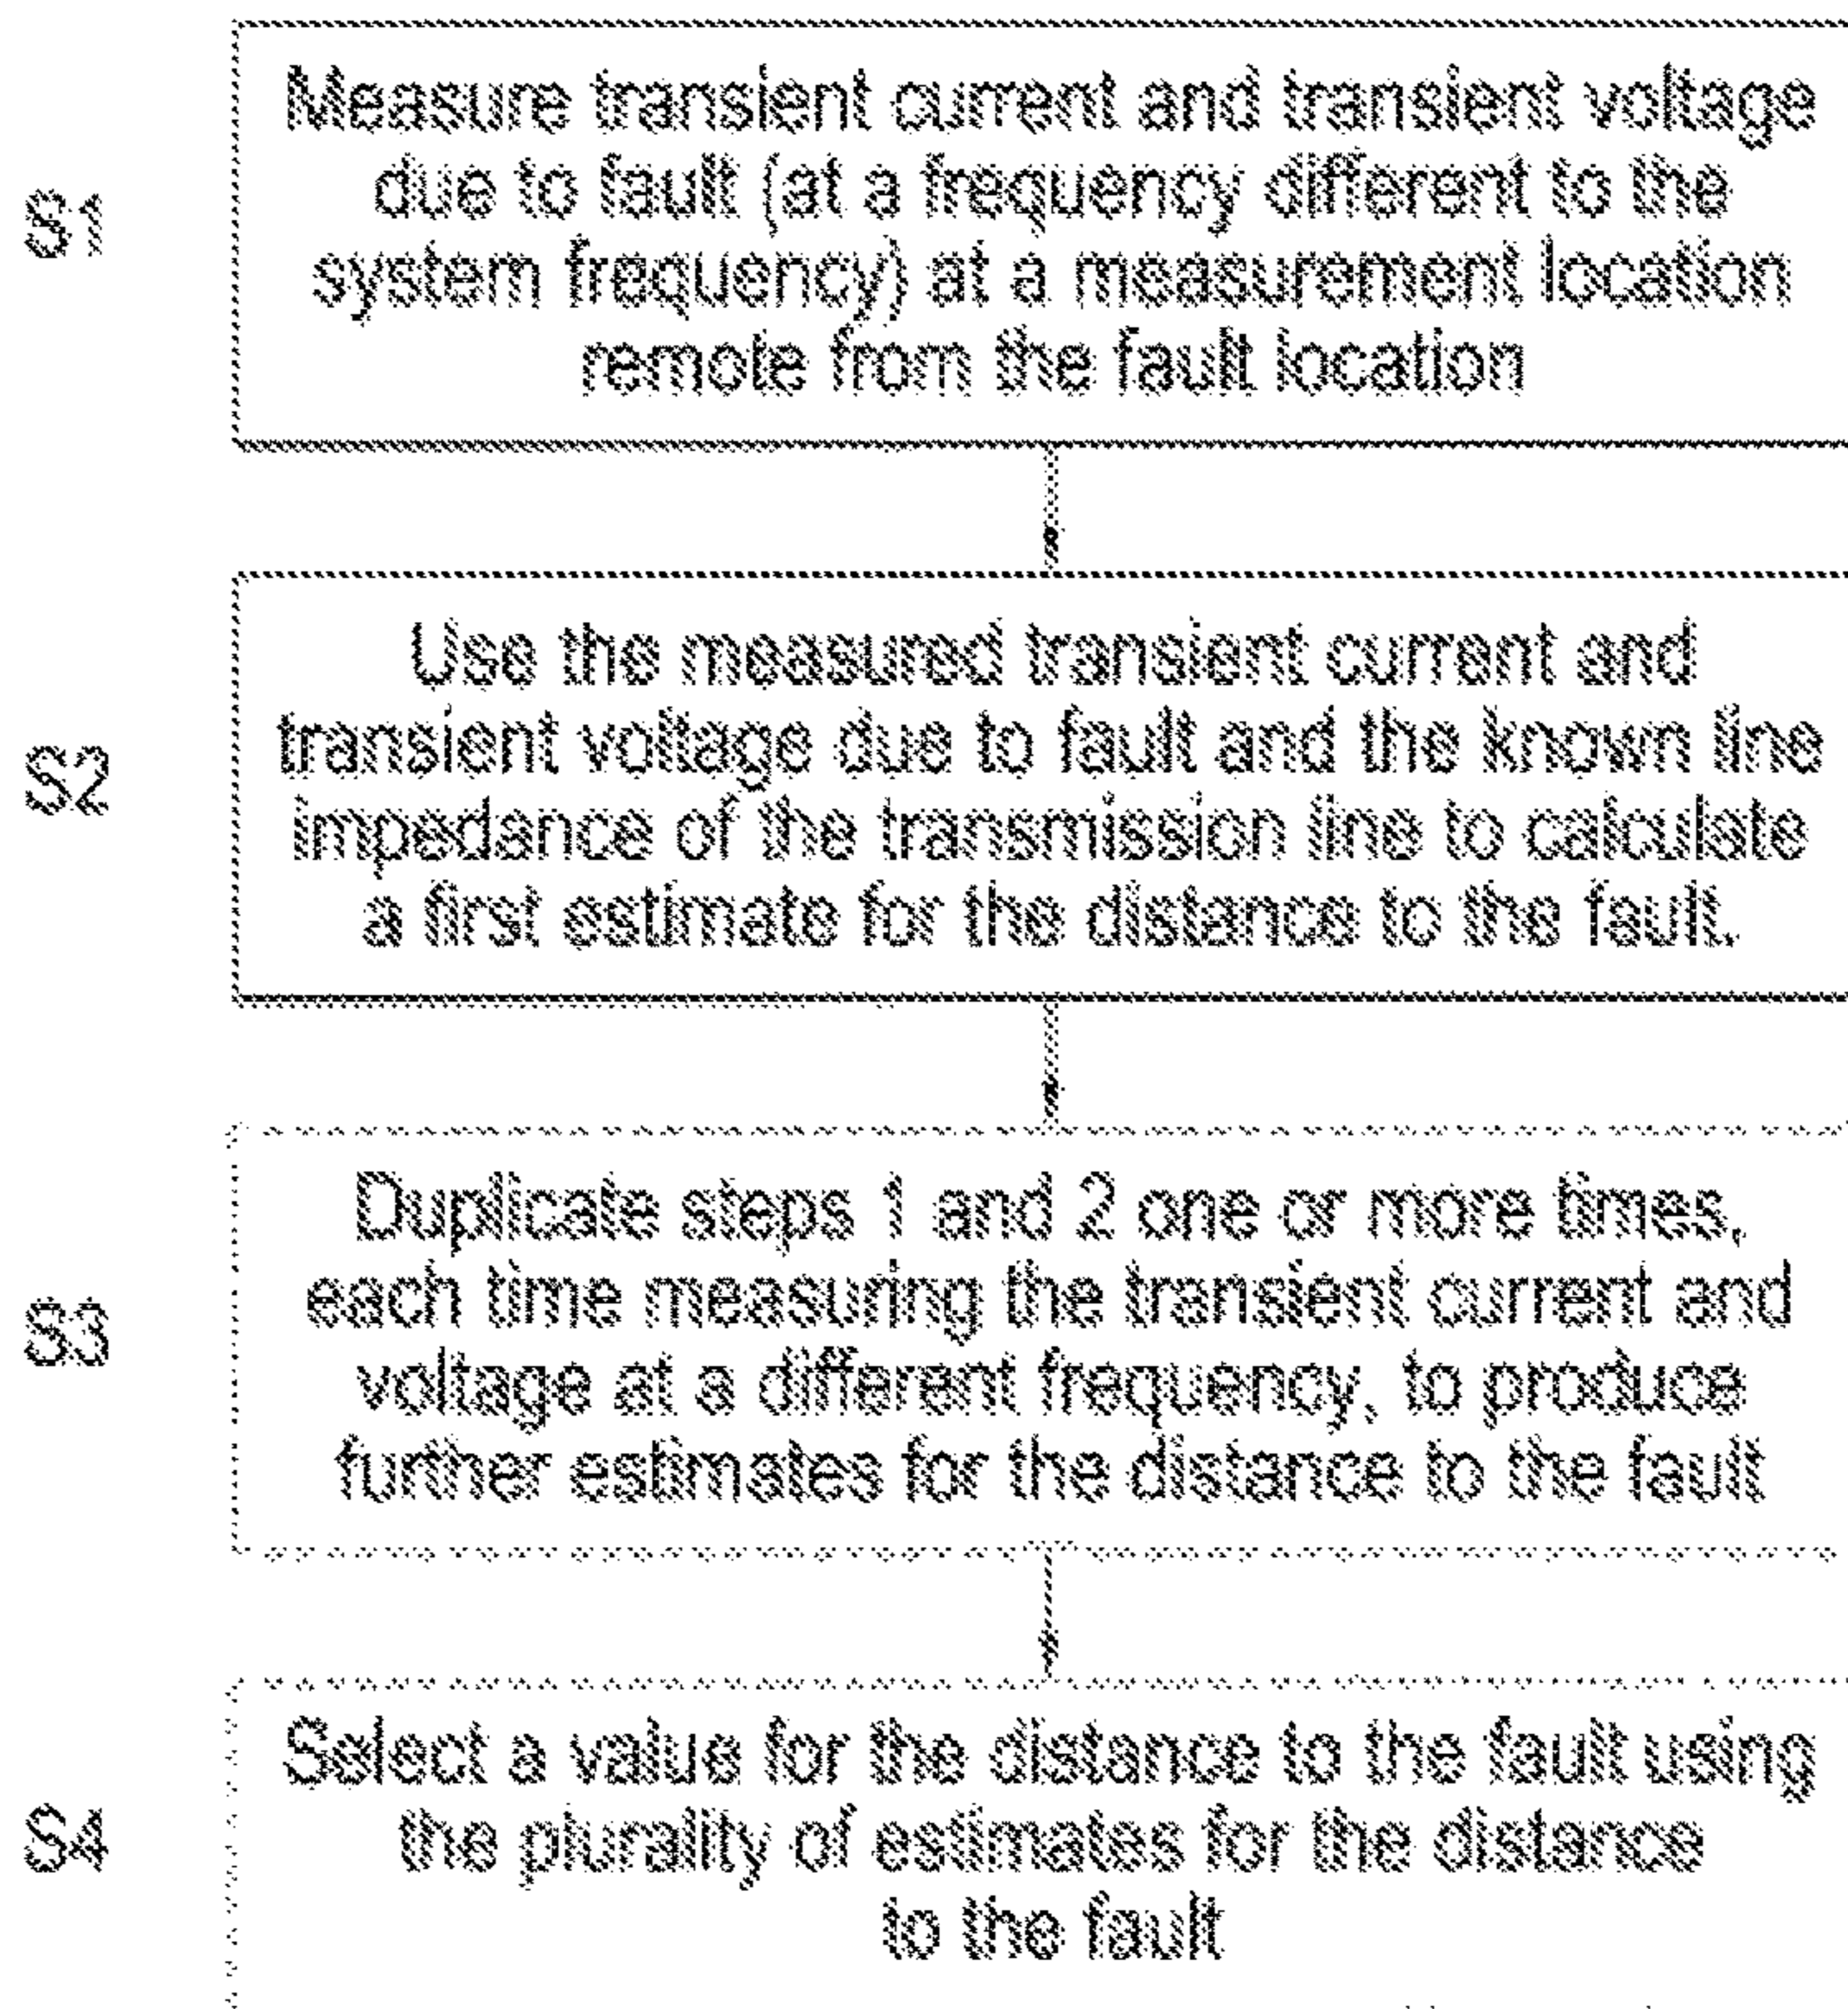 S1
Measure transient current and transient voltage
due to fault (at a frequency different to the
system frequency) at a measurement location
remote from the fault location
S2
Use the measured transient current and
transient voltage due to fault and the known line
impedance of the transmission line to calculate
a first estimate for the distance to the fault.
S3
Duplicate steps 1 and 2 one or more times,
each time measuring the transient current and
voltage at a different frequency, to produce
further estimates for the distance to the fault
S4
Select a value for the distance to the fault using
the plurality of estimates for the distance
to the fault